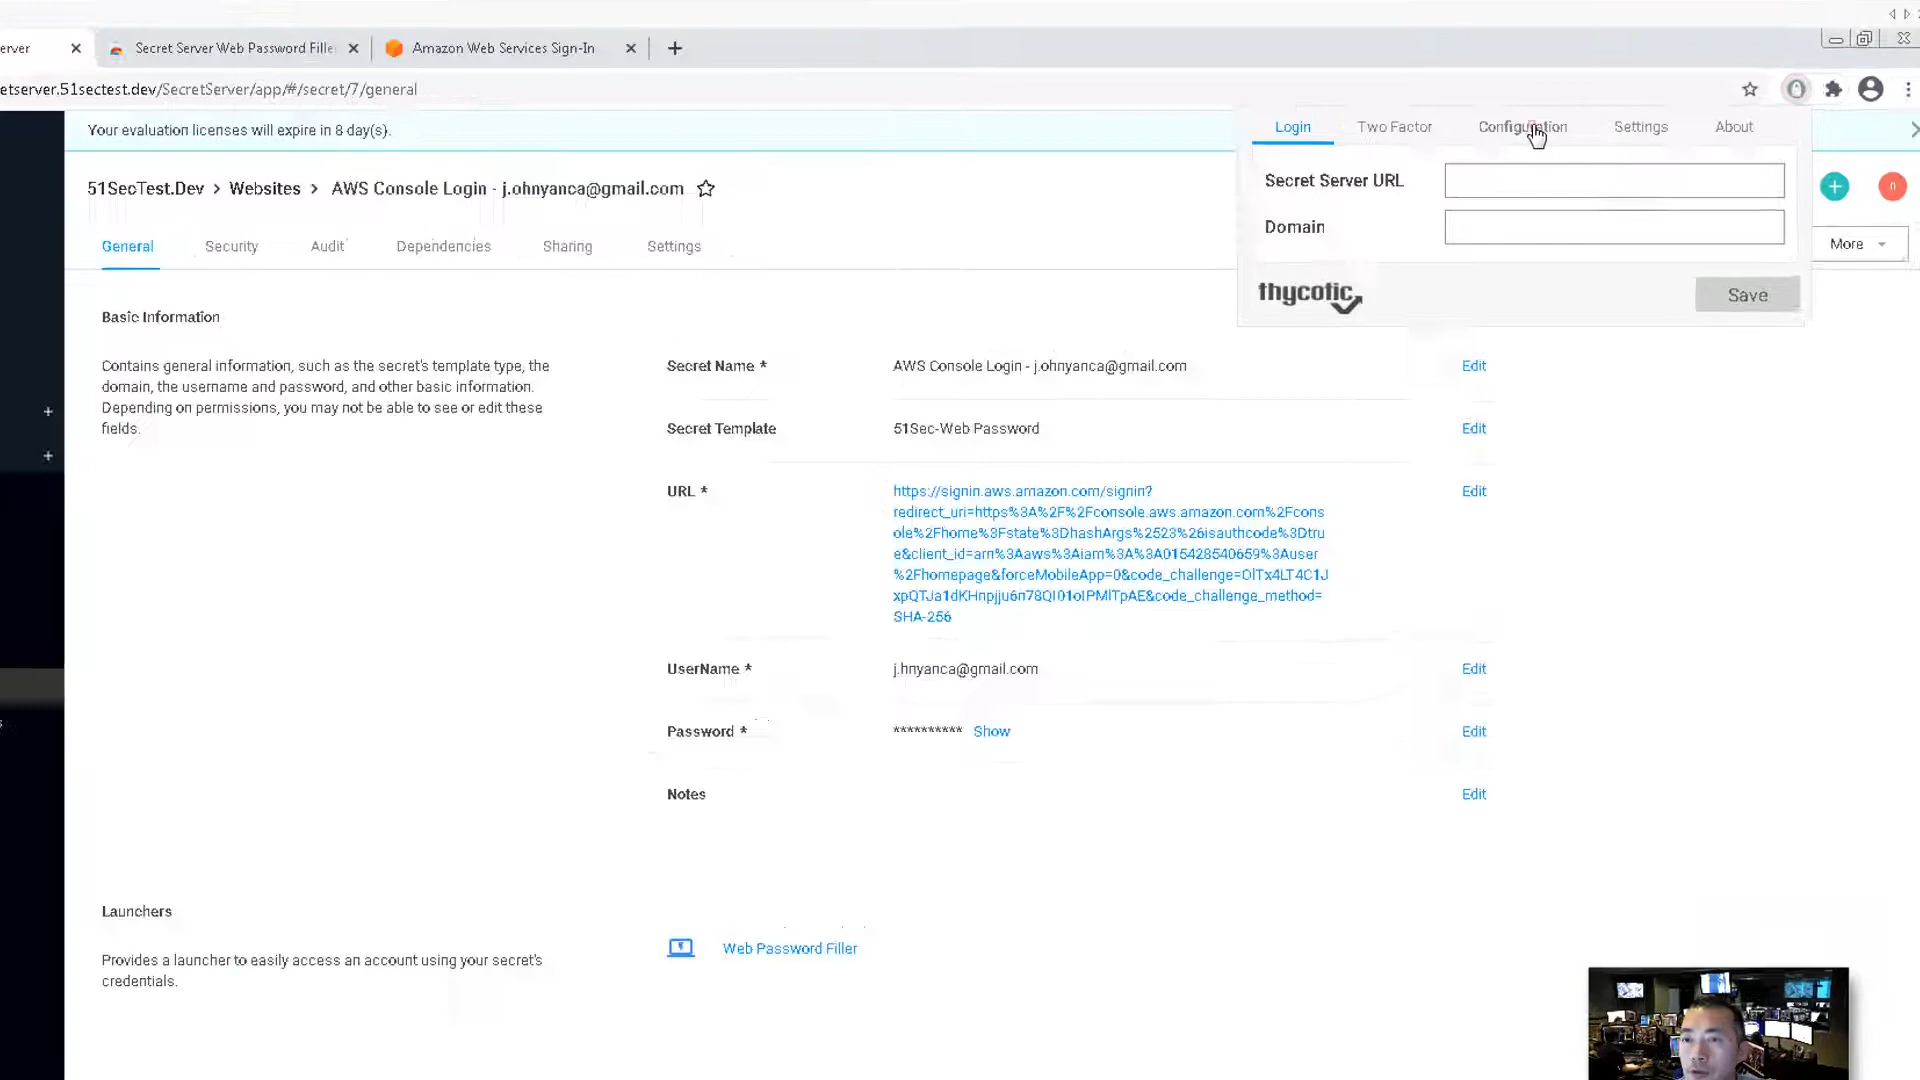 erver
Secret Server Web Password Fille
Amazon Web Services Sign-In
etserver.51sectest.dev/SecretServer/app/#/secret/7/general
Your evaluation licenses will expire in 8 day(s).
Login Two Factor Configuration Settings About
Secret Server URL
Domain
thycotic
Save
51SecTest.Dev > Websites > AWS Console Login - j.ohnyanca@gmail.com
0
More
General Security Audit Dependencies Sharing Settings
Basic Information
Contains general information, such as the secret's template type, the
domain, the username and password, and other basic information.
Depending on permissions, you may not be able to see or edit these
fields.
Secret Name * AWS Console Login - j.ohnyanca@gmail.com Edit
Secret Template 51Sec-Web Password Edit
URL * https://signin.aws.amazon.com/signin? Edit
redirect_uri=https%3A%2F%2Fconsole.aws.amazon.com%2Fcons
ole%2Fhome%3Fstate%3DhashArgs%2523%26isauthcode%3Dtru
e&client_id=arn%3Aaws%3Aiam%3A%3A015428540659%3Auser
%2Fhomepage&forceMobileApp=0&code_challenge=OlTx4LT4C1J
xpQTJa1dKHnpjju6n78QI01oIPMlTpAE&code_challenge_method=
SHA-256
UserName * j.hnyanca@gmail.com Edit
Password * ********** Show Edit
Notes Edit
Launchers
Provides a launcher to easily access an account using your secret's
credentials.
Web Password Filler